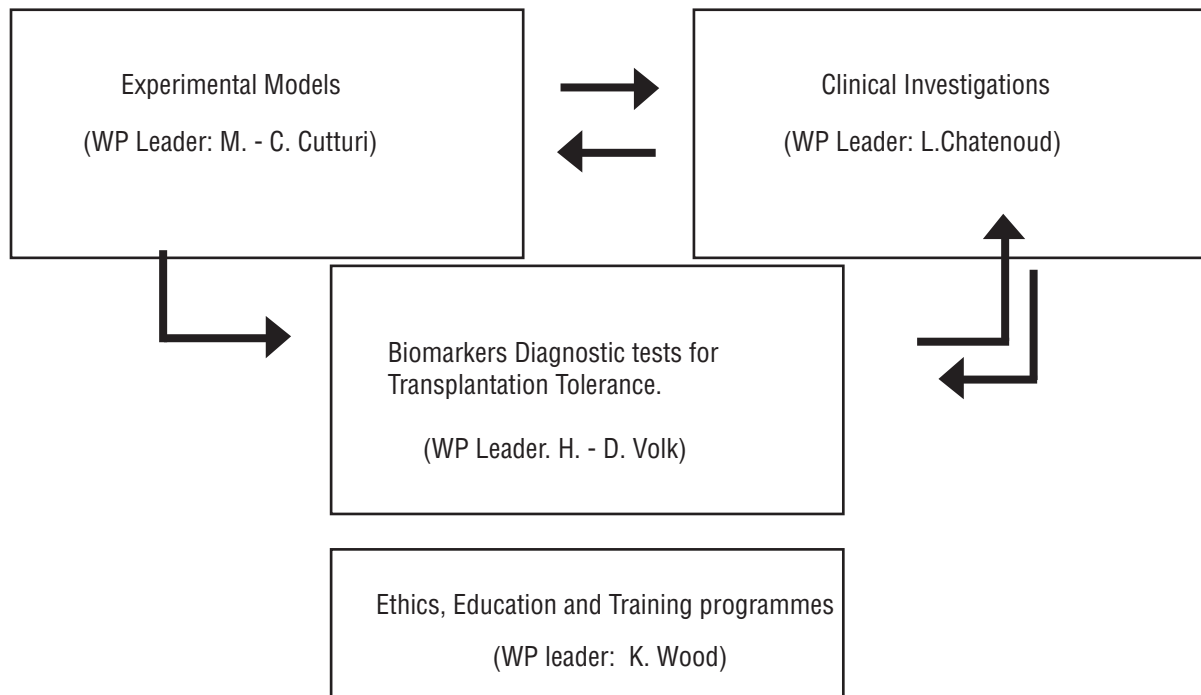 Experimental Models
(WP Leader: M. - C. Cutturi)
Clinical Investigations
(WP Leader: L.Chatenoud)
Biomarkers Diagnostic tests for
Transplantation Tolerance.
(WP Leader. H. - D. Volk)
Ethics, Education and Training programmes
(WP leader: K. Wood)